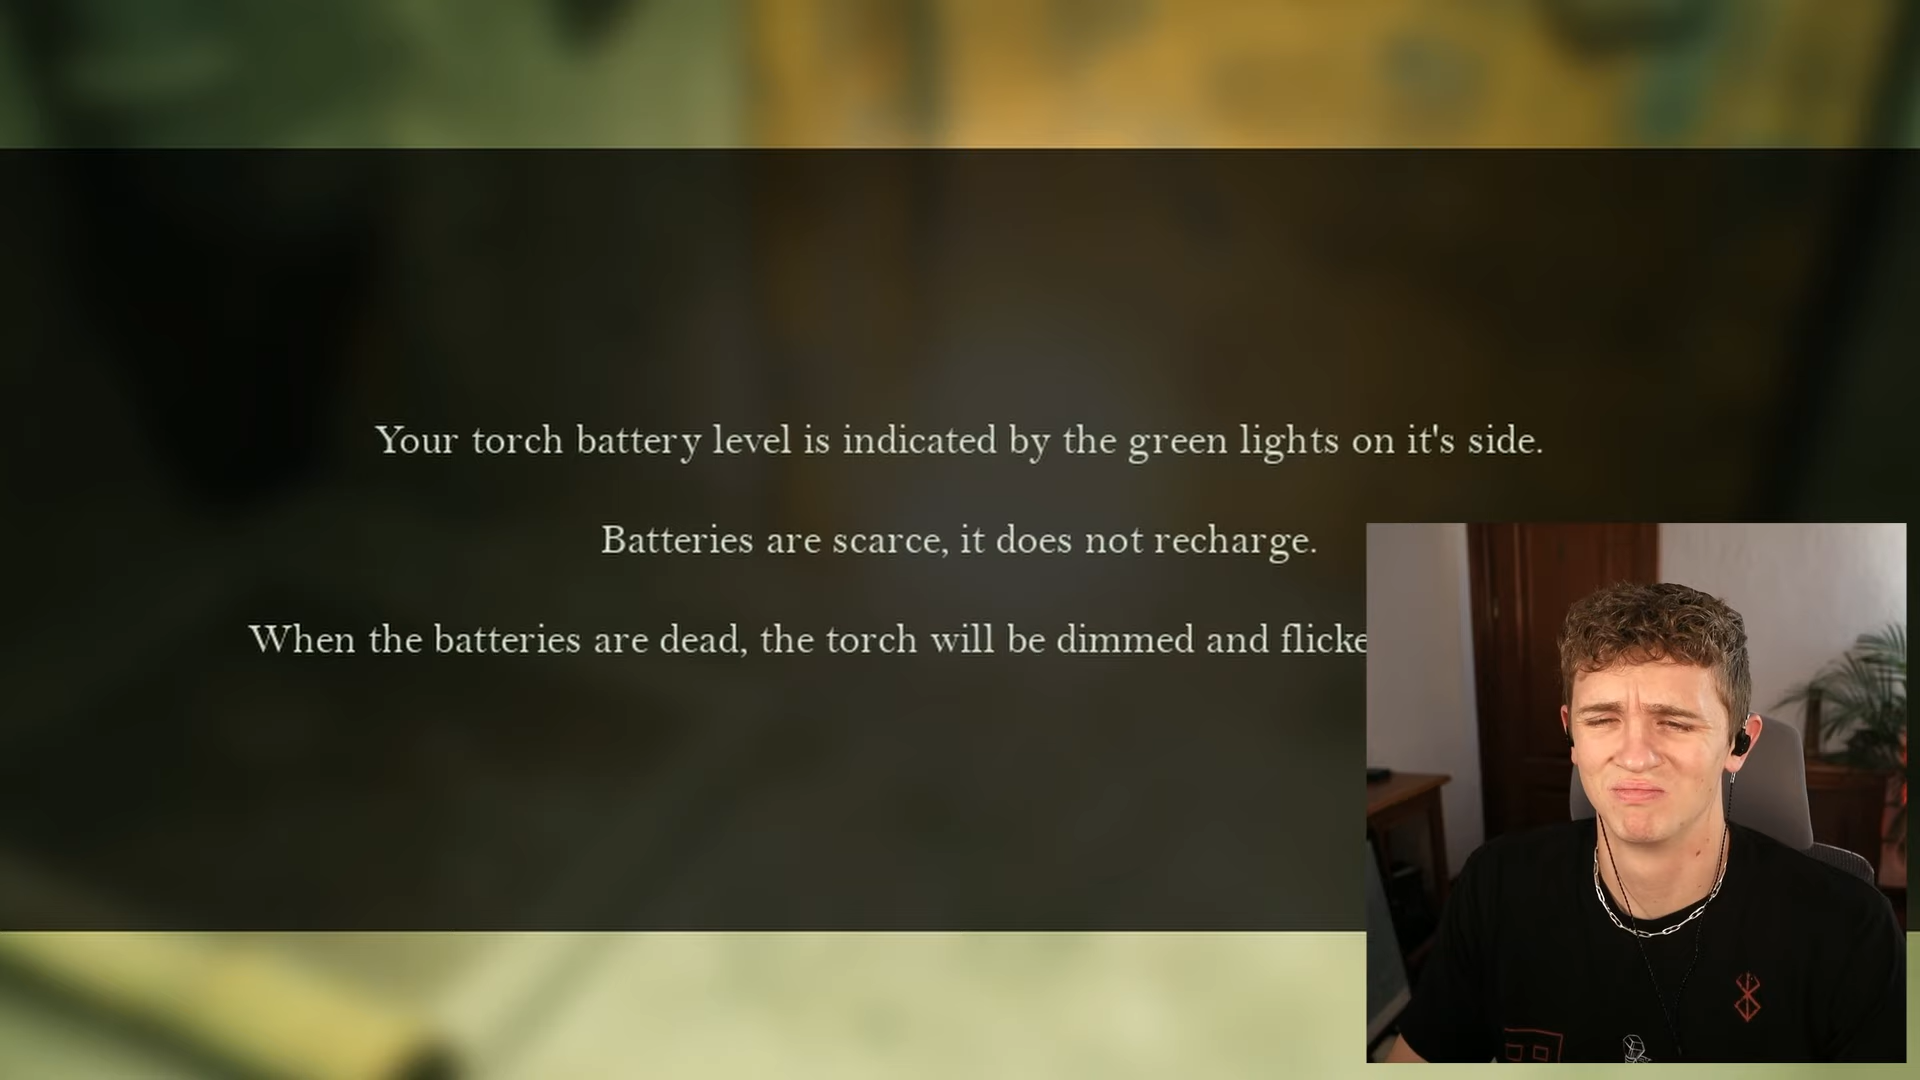 Your torch battery level is indicated by the green lights on it's side.
Batteries are scarce, it does not recharge.
When the batteries are dead, the torch will be dimmed and